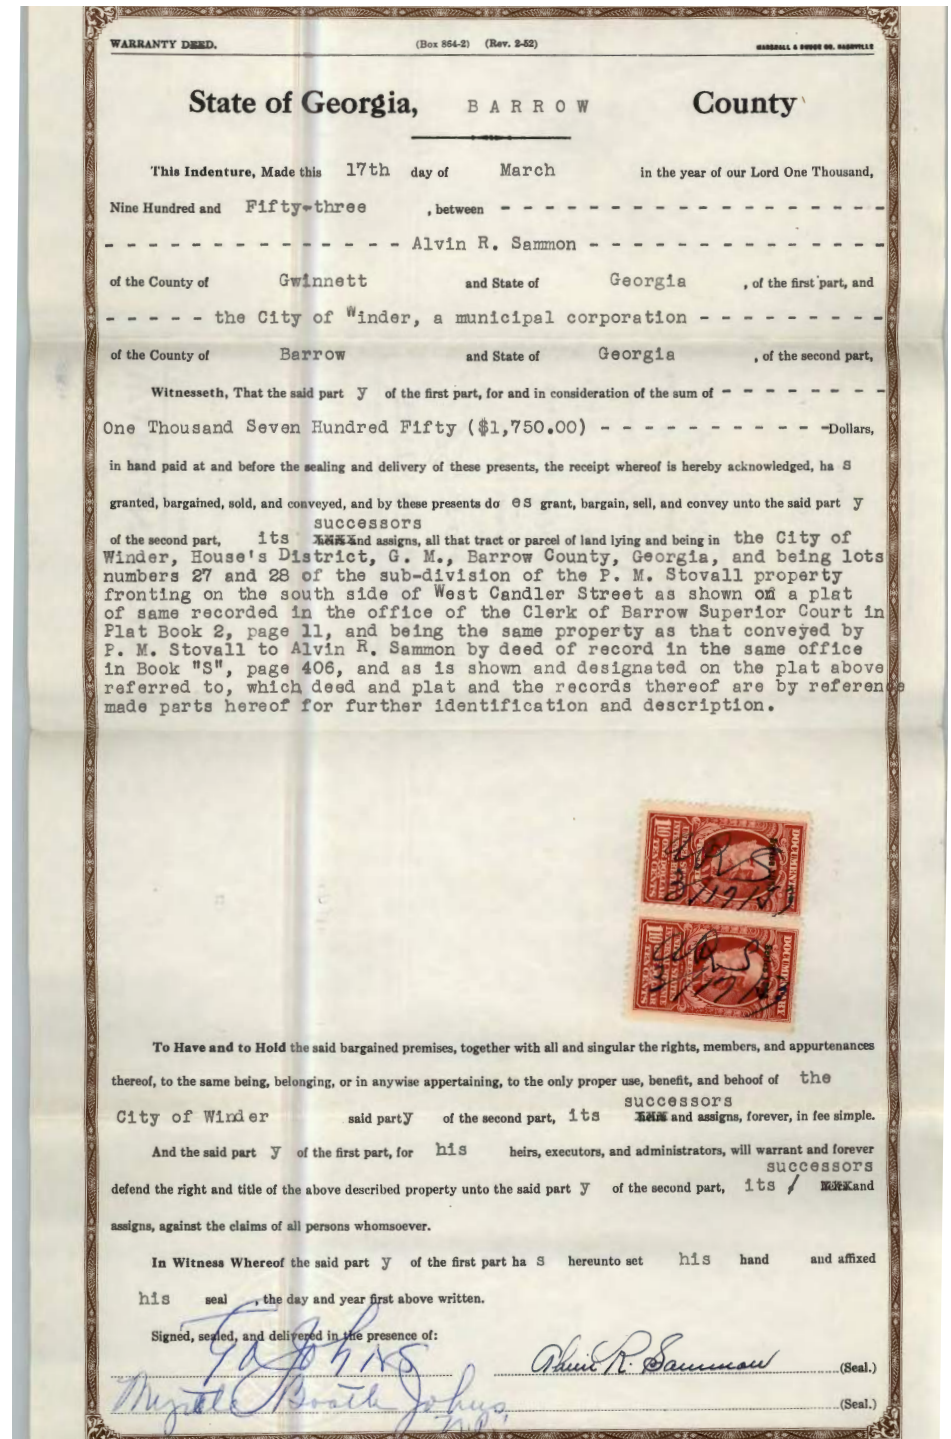 WARRANTY DEED. (Box 864-2) (Rev. 2-52) MARSHALL & BRUCE CO. NASHVILLE
State of Georgia, BARROW County
This Indenture, Made this 17th day of March in the year of our Lord One Thousand,
Nine Hundred and Fifty-three , between - - - - - - - - - - - - - - - - - -
- - - - - - - - - - - - - - Alvin R. Sammon - - - - - - - - - - - - - -
of the County of Gwinnett and State of Georgia , of the first part, and
- - - - - the City of Winder, a municipal corporation - - - - - - - - -
of the County of Barrow and State of Georgia , of the second part,
Witnesseth, That the said part y of the first part, for and in consideration of the sum of - - - - - - - -
One Thousand Seven Hundred Fifty ($1,750.00) - - - - - - - - - - -Dollars,
in hand paid at and before the sealing and delivery of these presents, the receipt whereof is hereby acknowledged, ha s
granted, bargained, sold, and conveyed, and by these presents do es grant, bargain, sell, and convey unto the said part y
successors
of the second part, its heirs and assigns, all that tract or parcel of land lying and being in the City of
Winder, House's District, G. M., Barrow County, Georgia, and being lots
numbers 27 and 28 of the sub-division of the P. M. Stovall property
fronting on the south side of West Candler Street as shown on a plat
of same recorded in the office of the Clerk of Barrow Superior Court in
Plat Book 2, page 11, and being the same property as that conveyed by
P. M. Stovall to Alvin R. Sammon by deed of record in the same office
in Book "S", page 406, and as is shown and designated on the plat above
referred to, which deed and plat and the records thereof are by reference
made parts hereof for further identification and description.
DOCUMENTARY
ARS
3/17/53
DOCUMENTARY
ARS
3/17/53
To Have and to Hold the said bargained premises, together with all and singular the rights, members, and appurtenances
thereof, to the same being, belonging, or in anywise appertaining, to the only proper use, benefit, and behoof of the
successors
City of Winder said party of the second part, its heirs and assigns, forever, in fee simple.
And the said part y of the first part, for his heirs, executors, and administrators, will warrant and forever
successors
defend the right and title of the above described property unto the said part y of the second part, its / heirs and
assigns, against the claims of all persons whomsoever.
In Witness Whereof the said part y of the first part ha s hereunto set his hand and affixed
his seal , the day and year first above written.
Signed, sealed, and delivered in the presence of:
Johns Alvin R. Sammon (Seal.)
Myrtle Booth Johns (Seal.)